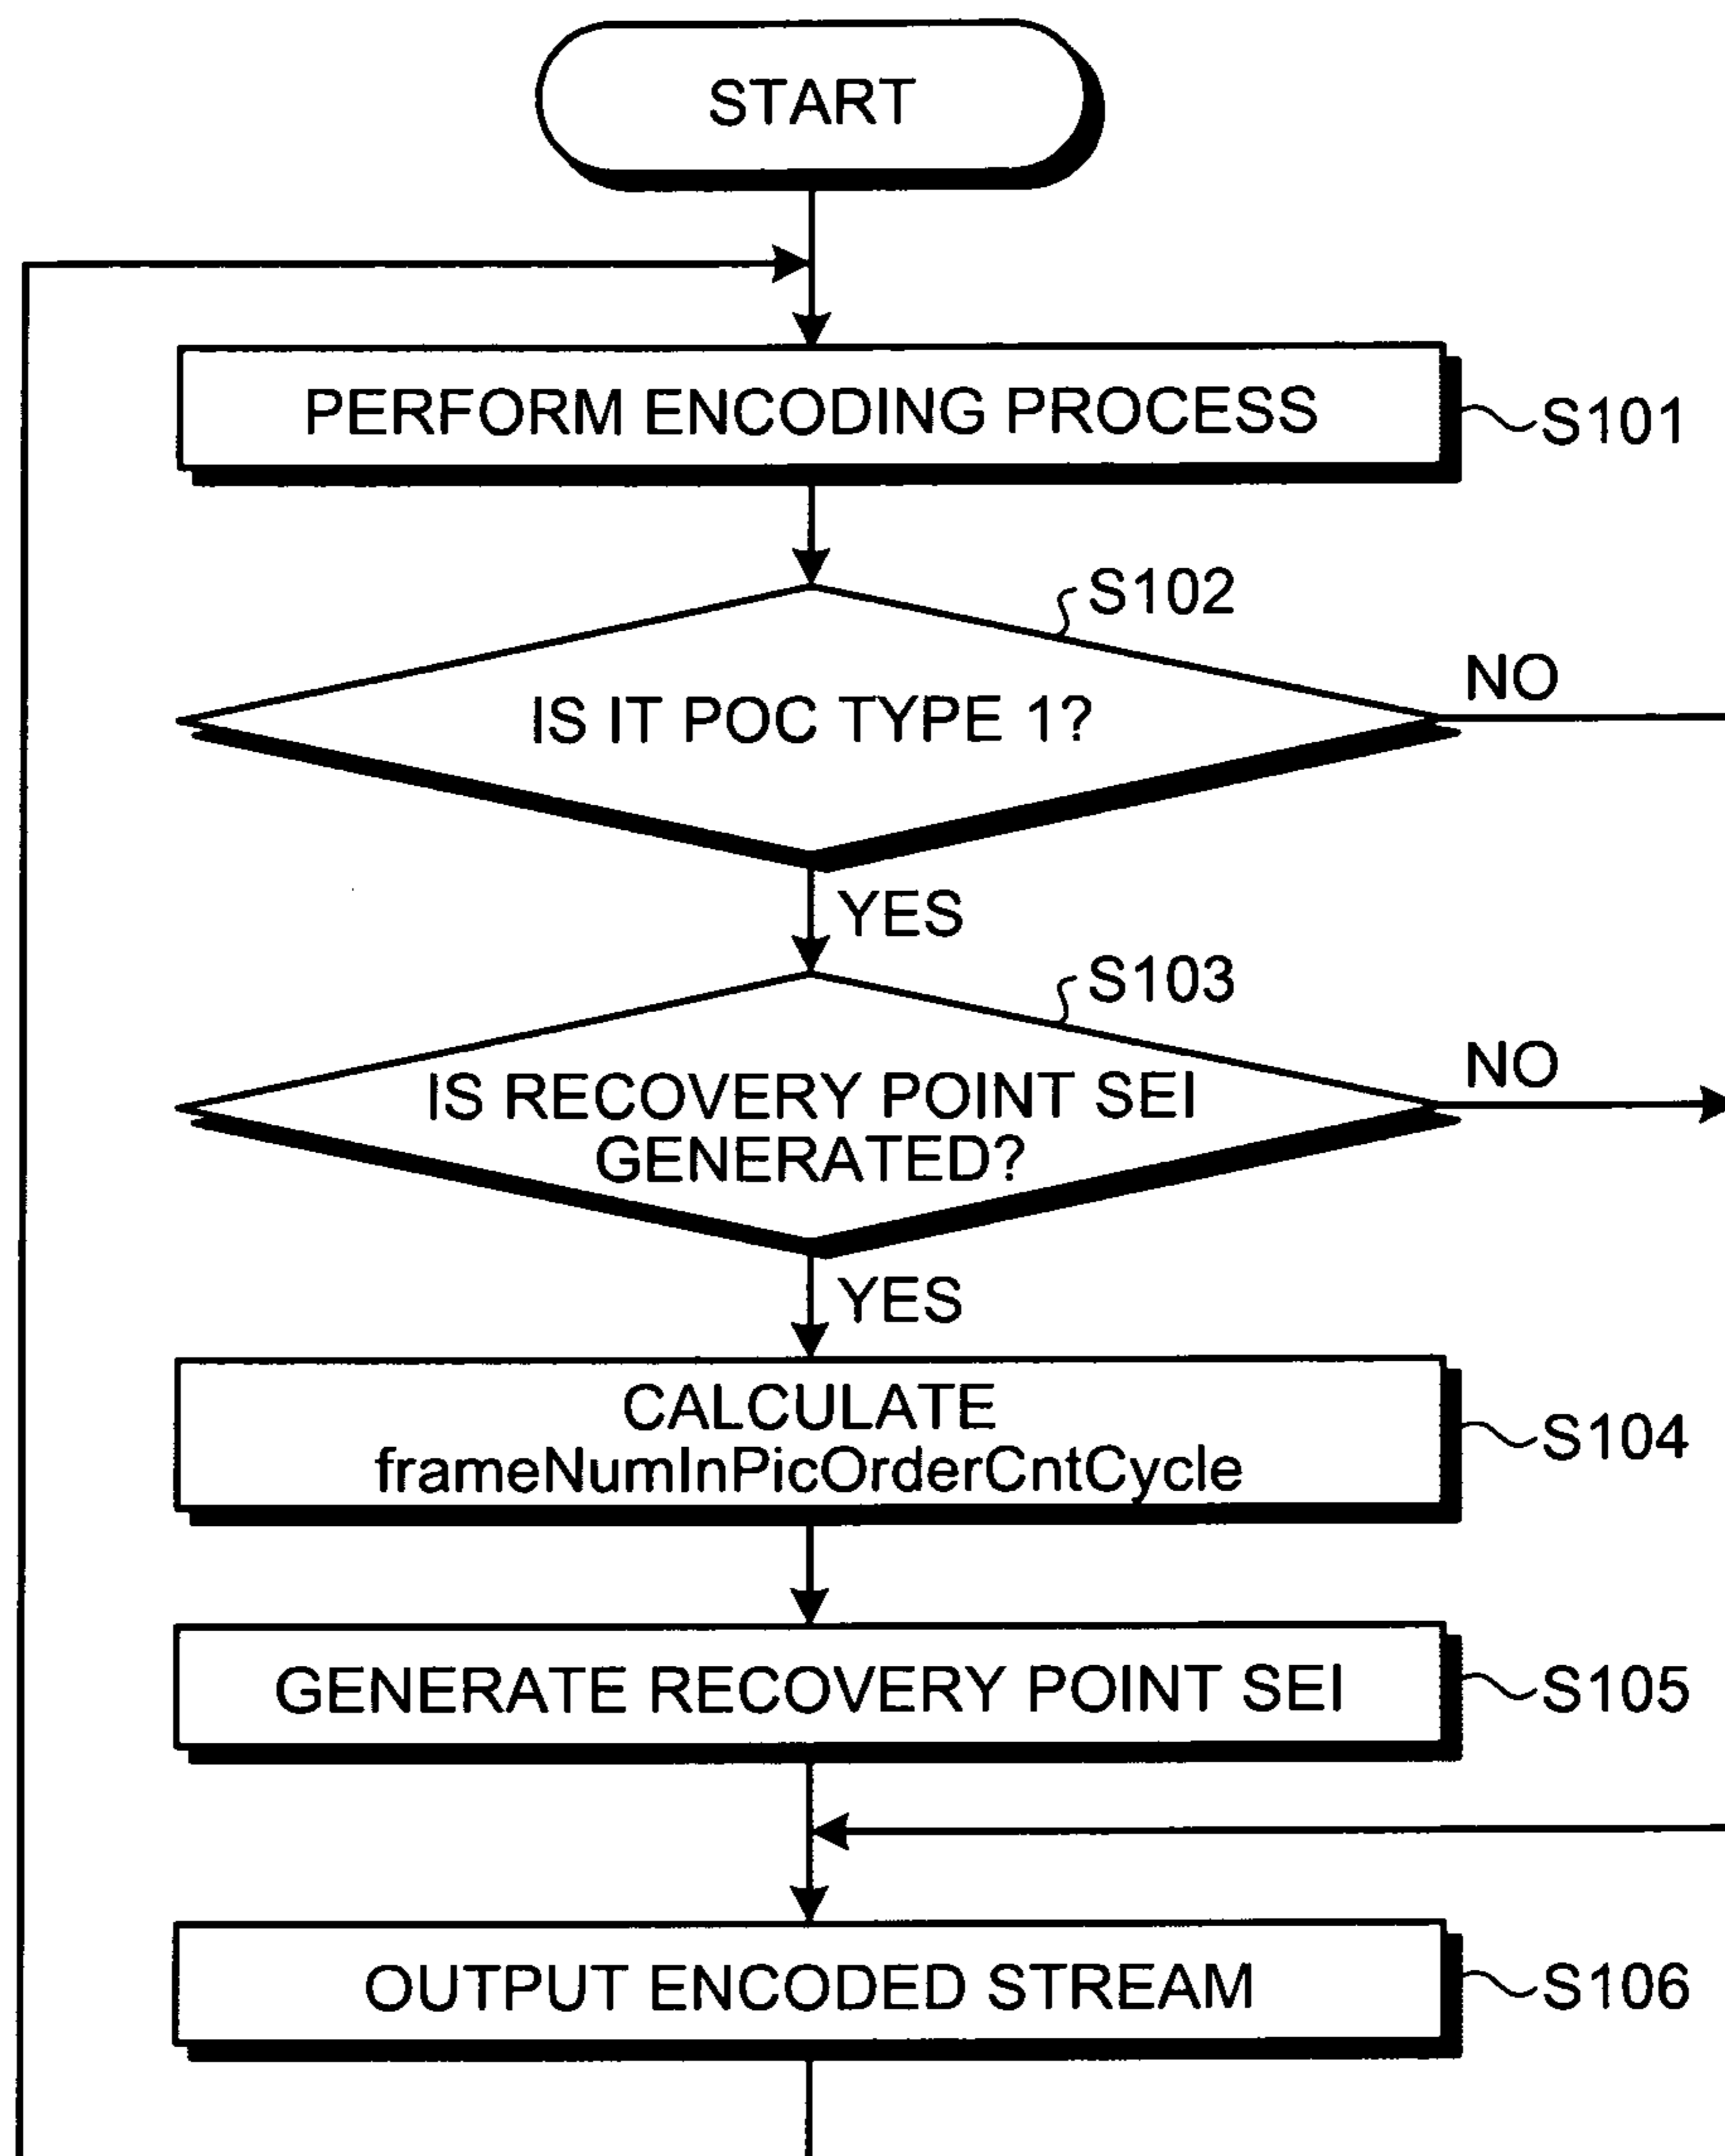 START
PERFORM ENCODING PROCESS
S101
S102
IS IT POC TYPE 1?
NO
YES
S103
IS RECOVERY POINT SEI
GENERATED?
NO
YES
CALCULATE
frameNumInPicOrderCntCycle
S104
GENERATE RECOVERY POINT SEI
S105
OUTPUT ENCODED STREAM
S106